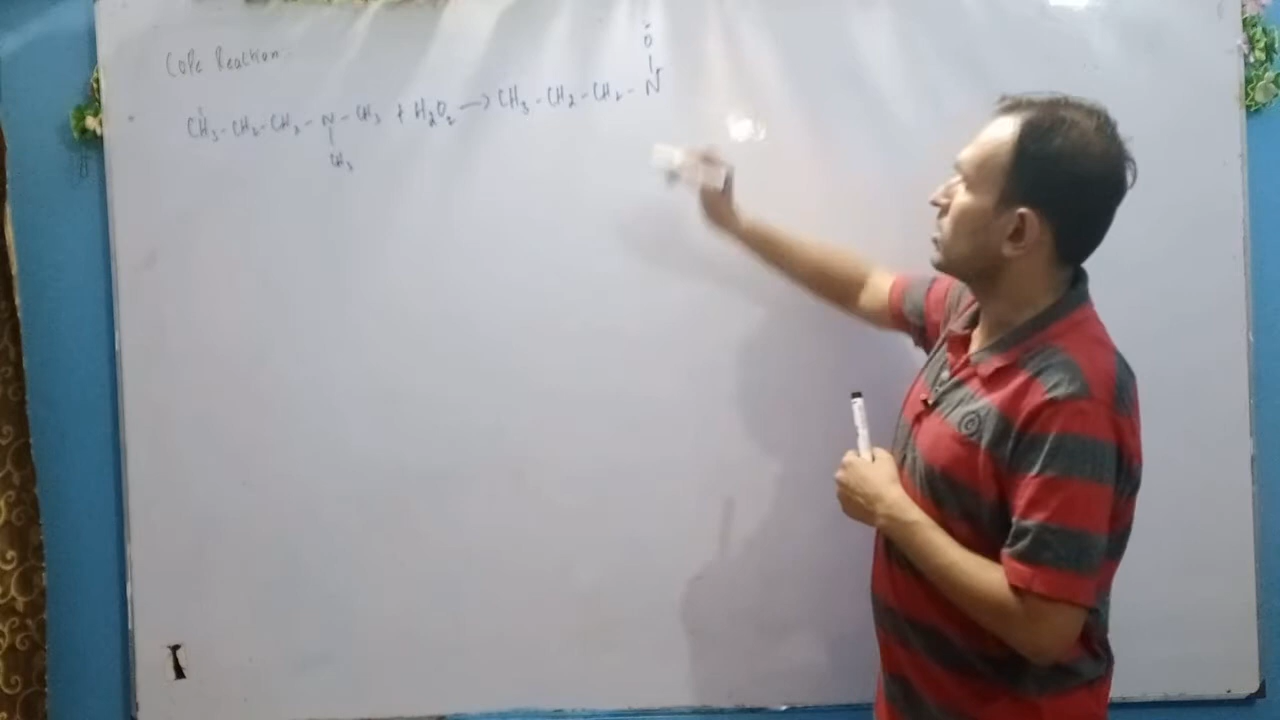 Cope Reaction
-
O
|
CH3-CH2-CH2-N-CH3 + H2O2 → CH3-CH2-CH2-N
|
CH3